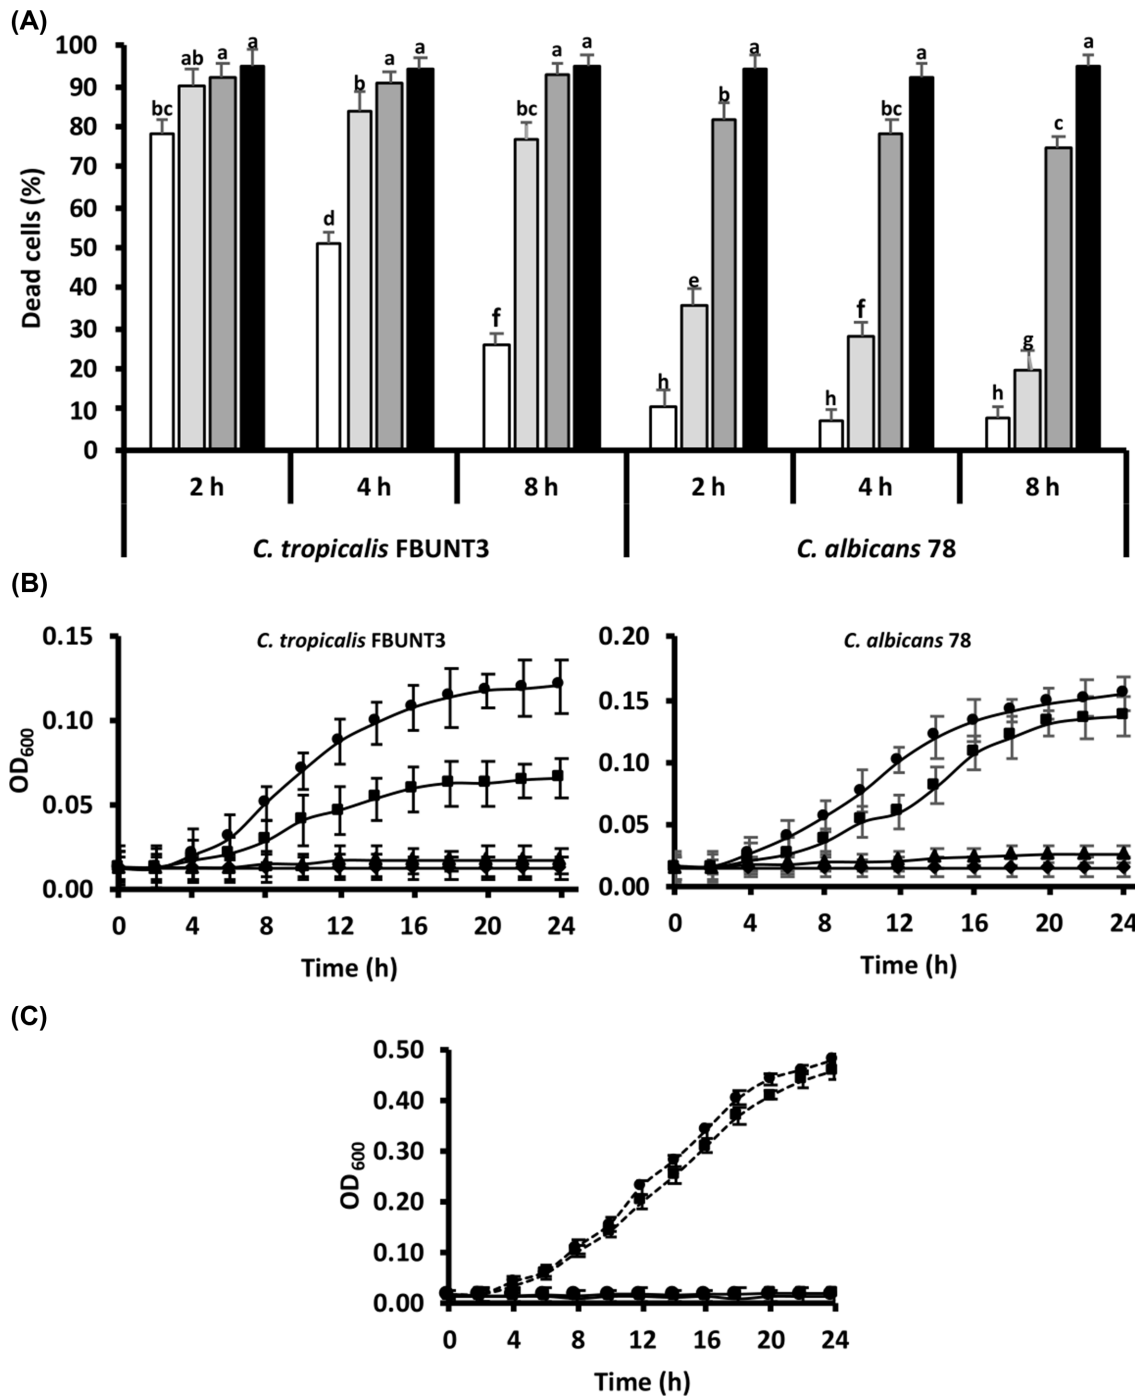 (A)
100
90
80
70
60
50
40
30
20
10
0
Dead cells (%)
bc ab a a
d b a a
f bc a a
h e b a
h f bc a
h g c a
2 h 4 h 8 h 2 h 4 h 8 h
C. tropicalis FBUNT3 C. albicans 78
(B)
C. tropicalis FBUNT3
0.15
0.10
0.05
0.00
OD600
0 4 8 12 16 20 24
Time (h)
C. albicans 78
0.20
0.15
0.10
0.05
0.00
0 4 8 12 16 20 24
Time (h)
(C)
0.50
0.40
0.30
0.20
0.10
0.00
OD600
0 4 8 12 16 20 24
Time (h)